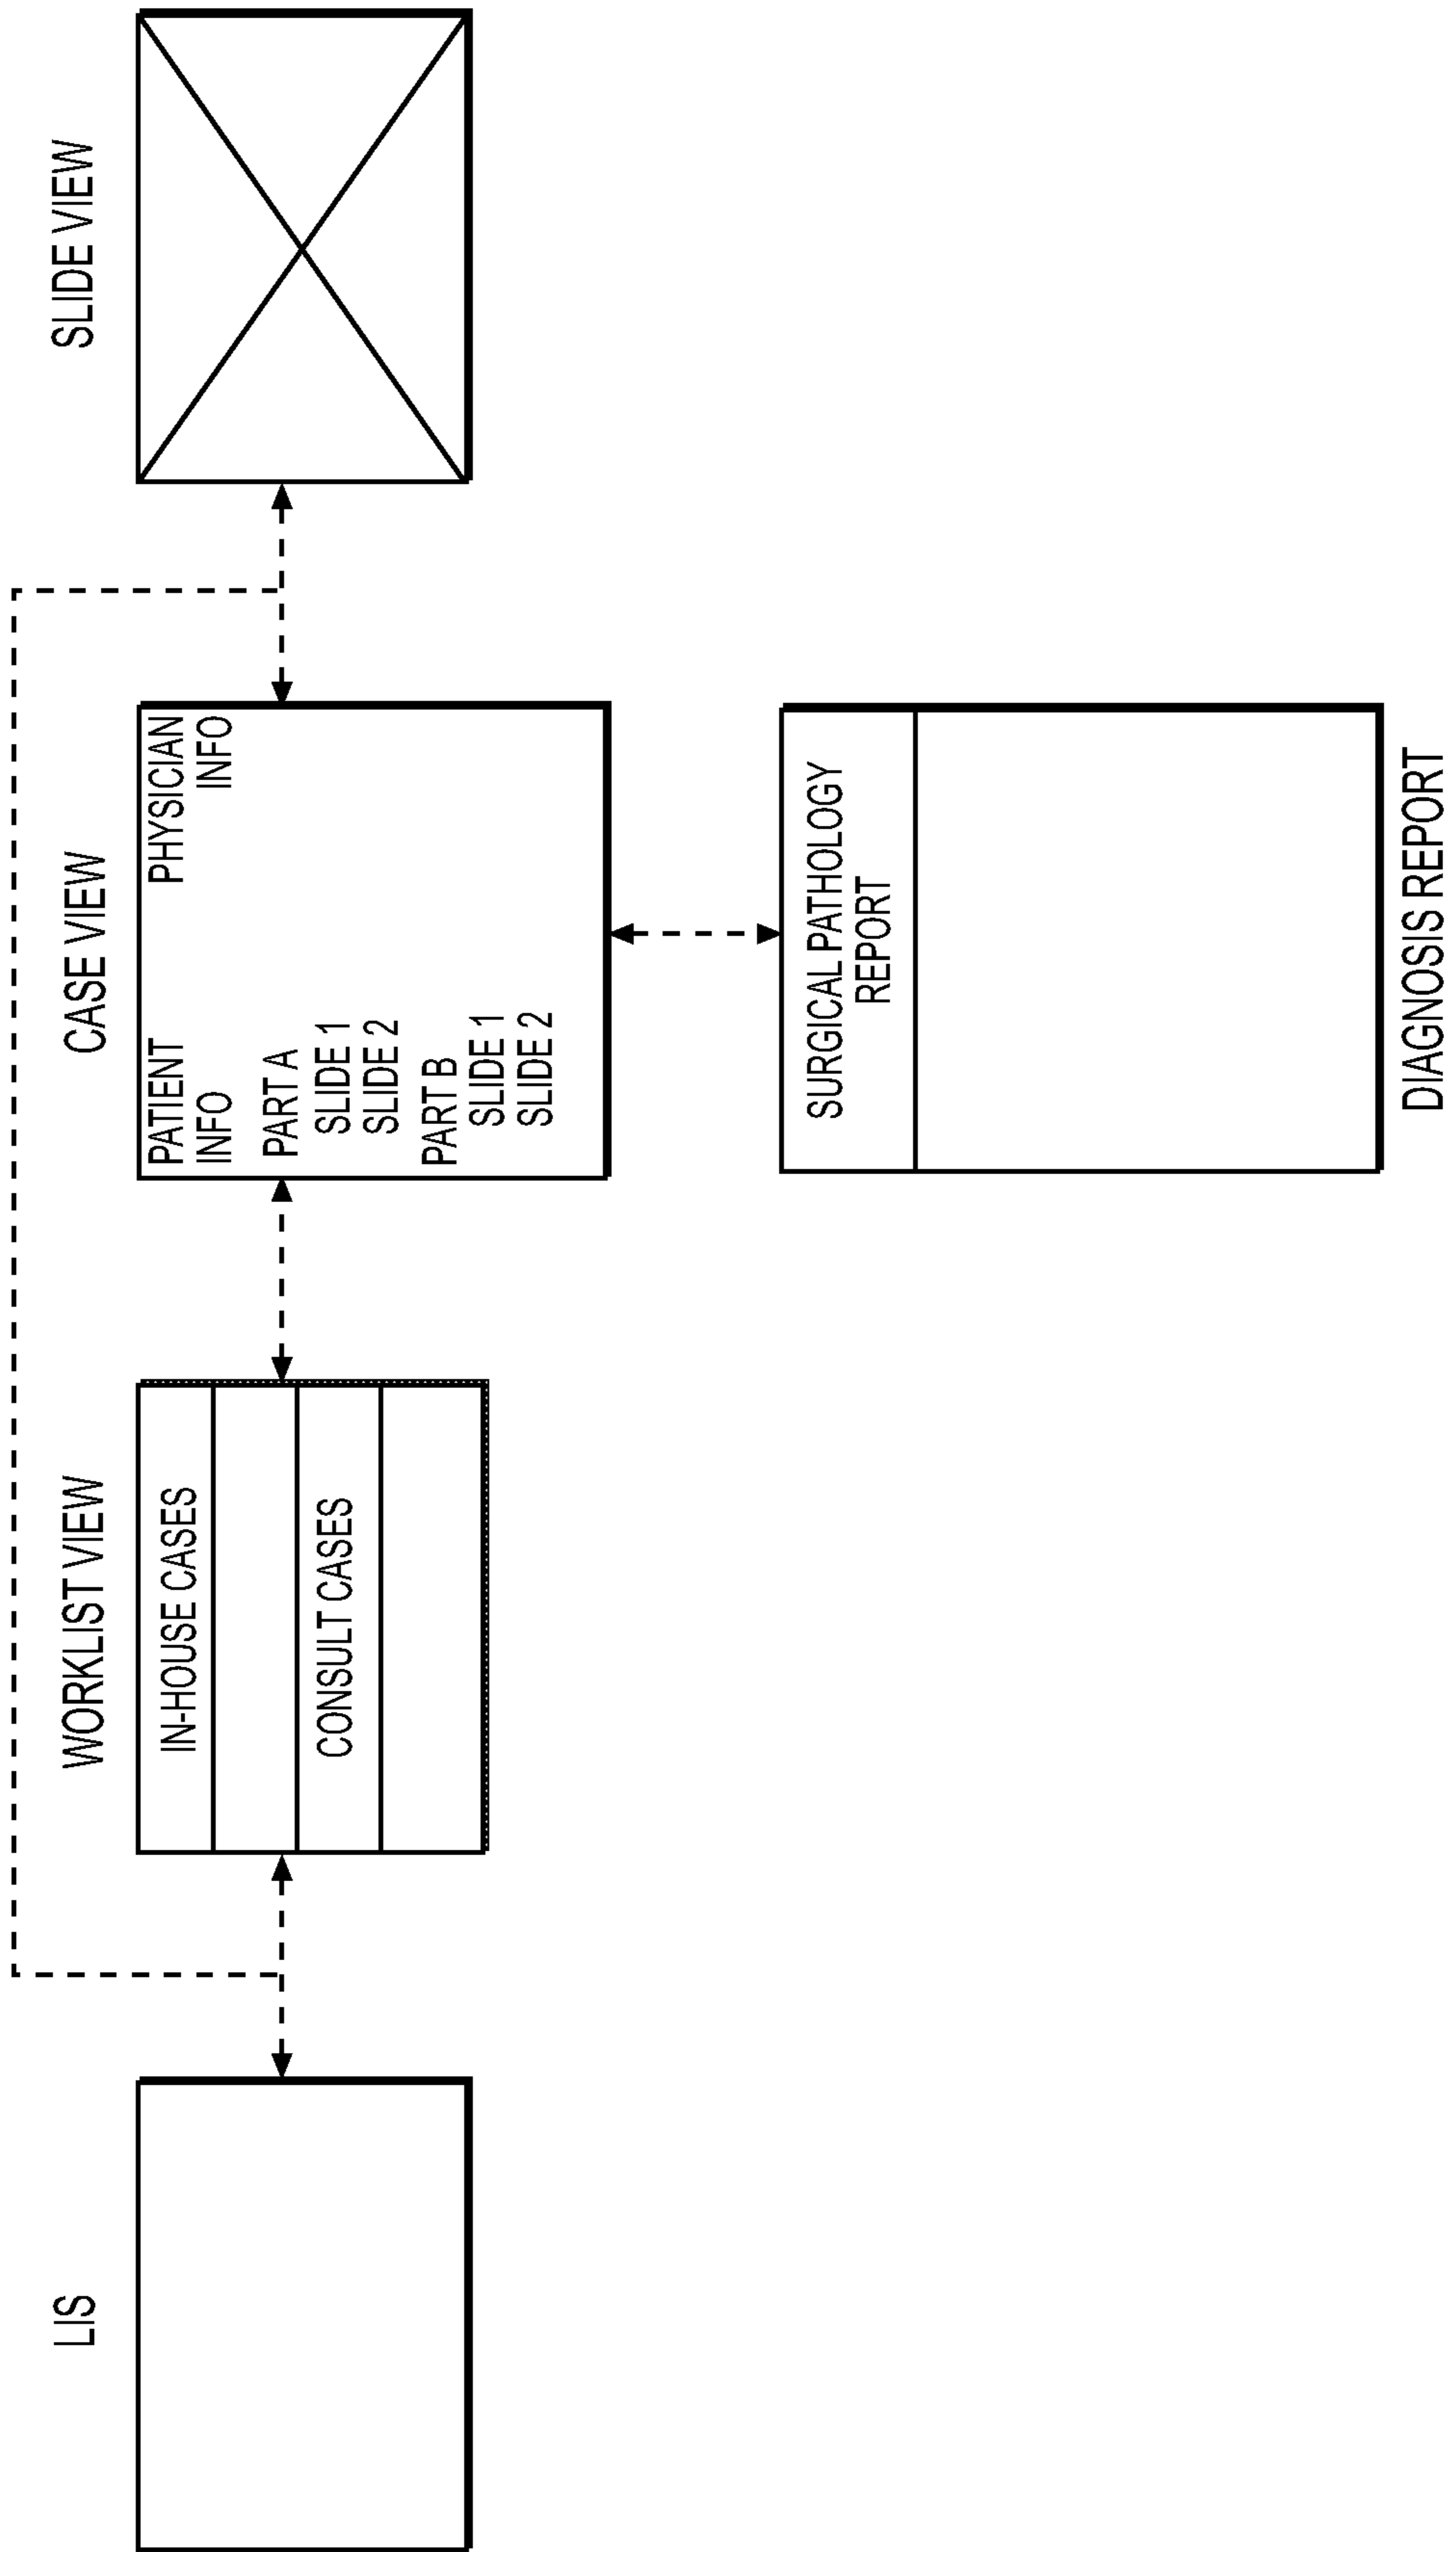 LIS
WORKLIST VIEW
IN-HOUSE CASES
CONSULT CASES
CASE VIEW
PATIENT
INFO
PHYSICIAN
INFO
PART A
SLIDE 1
SLIDE 2
PART B
SLIDE 1
SLIDE 2
SLIDE VIEW
SURGICAL PATHOLOGY
REPORT
DIAGNOSIS REPORT